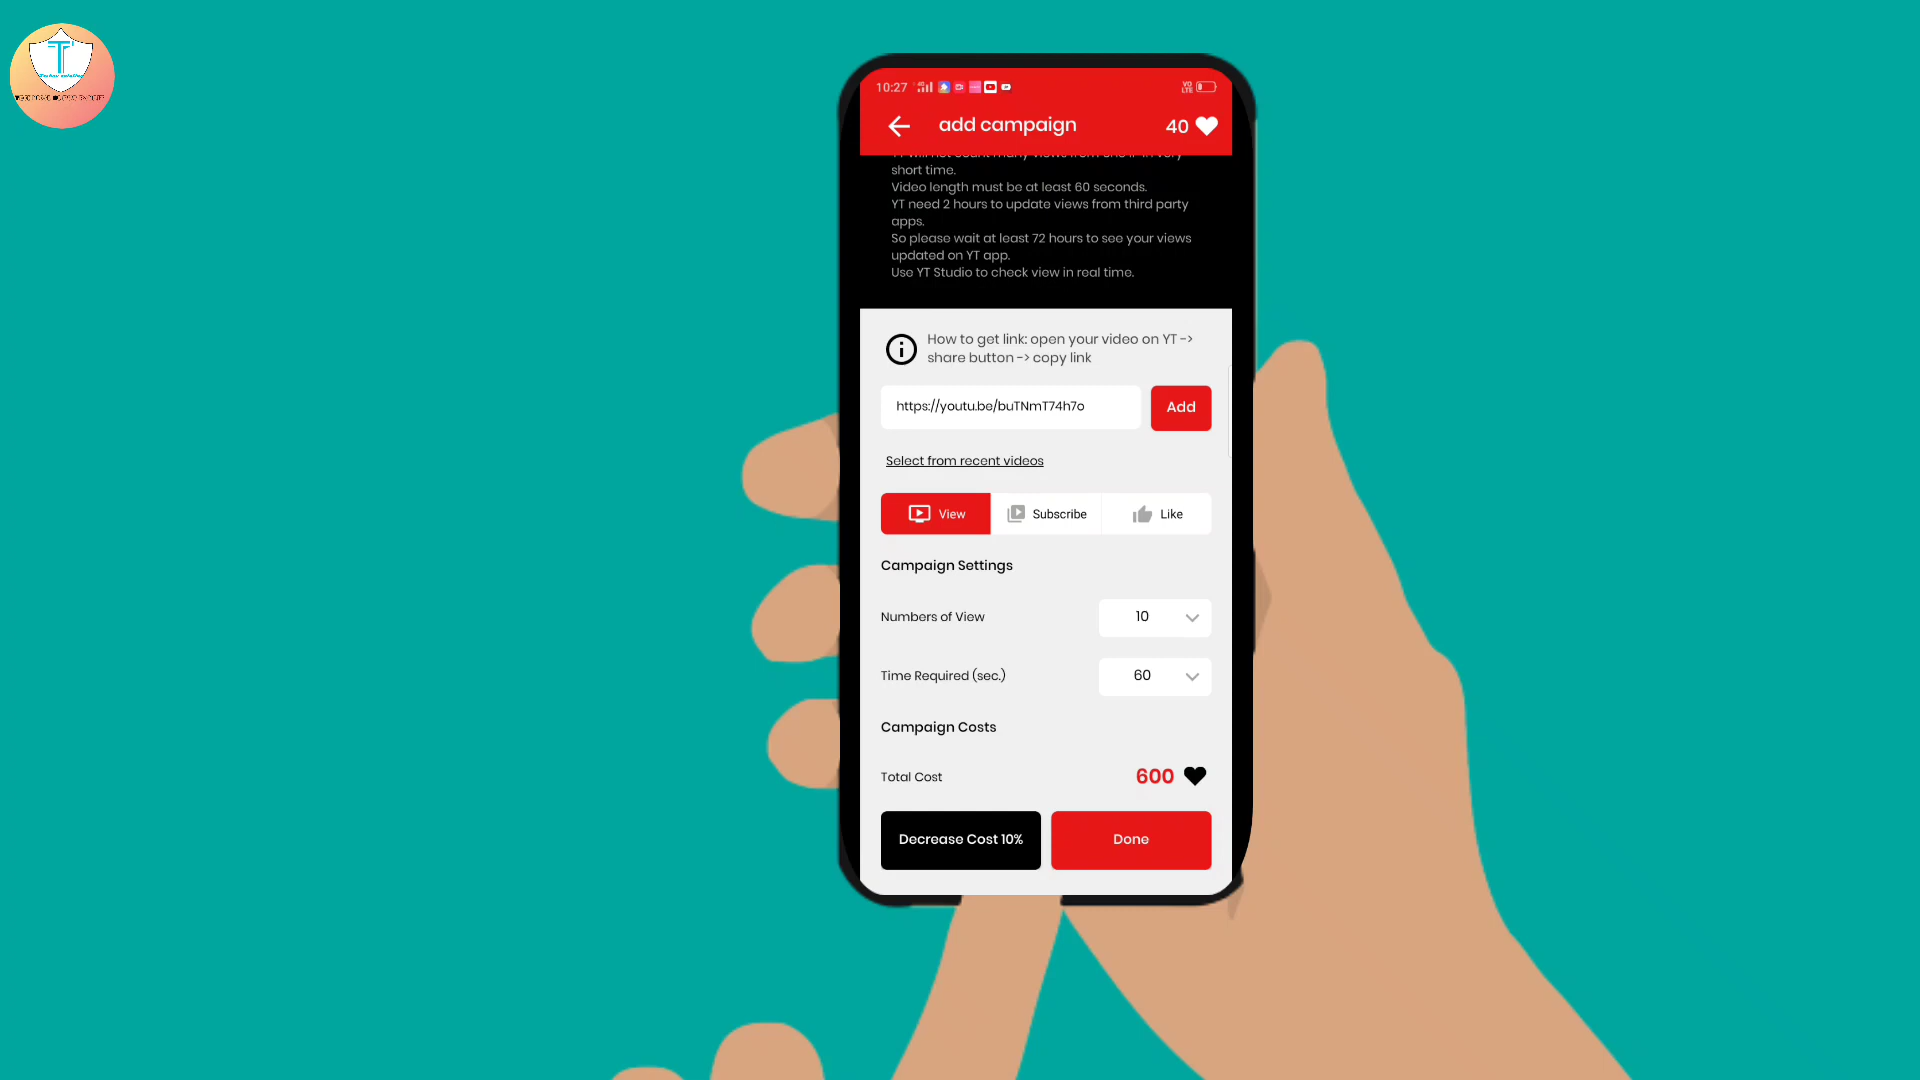 T
10:27
add campaign
40
short time.
Video length must be at least 60 seconds.
YT need 2 hours to update views from third party
apps.
So please wait at least 72 hours to see your views
updated on YT app.
Use YT Studio to check view in real time.
How to get link: open your video on YT ->
share button -> copy link
https://youtu.be/buTNmT74h7o
Add
Select from recent videos
View
Subscribe
Like
Campaign Settings
Numbers of View
10
Time Required (sec.)
60
Campaign Costs
Total Cost
600
Decrease Cost 10%
Done